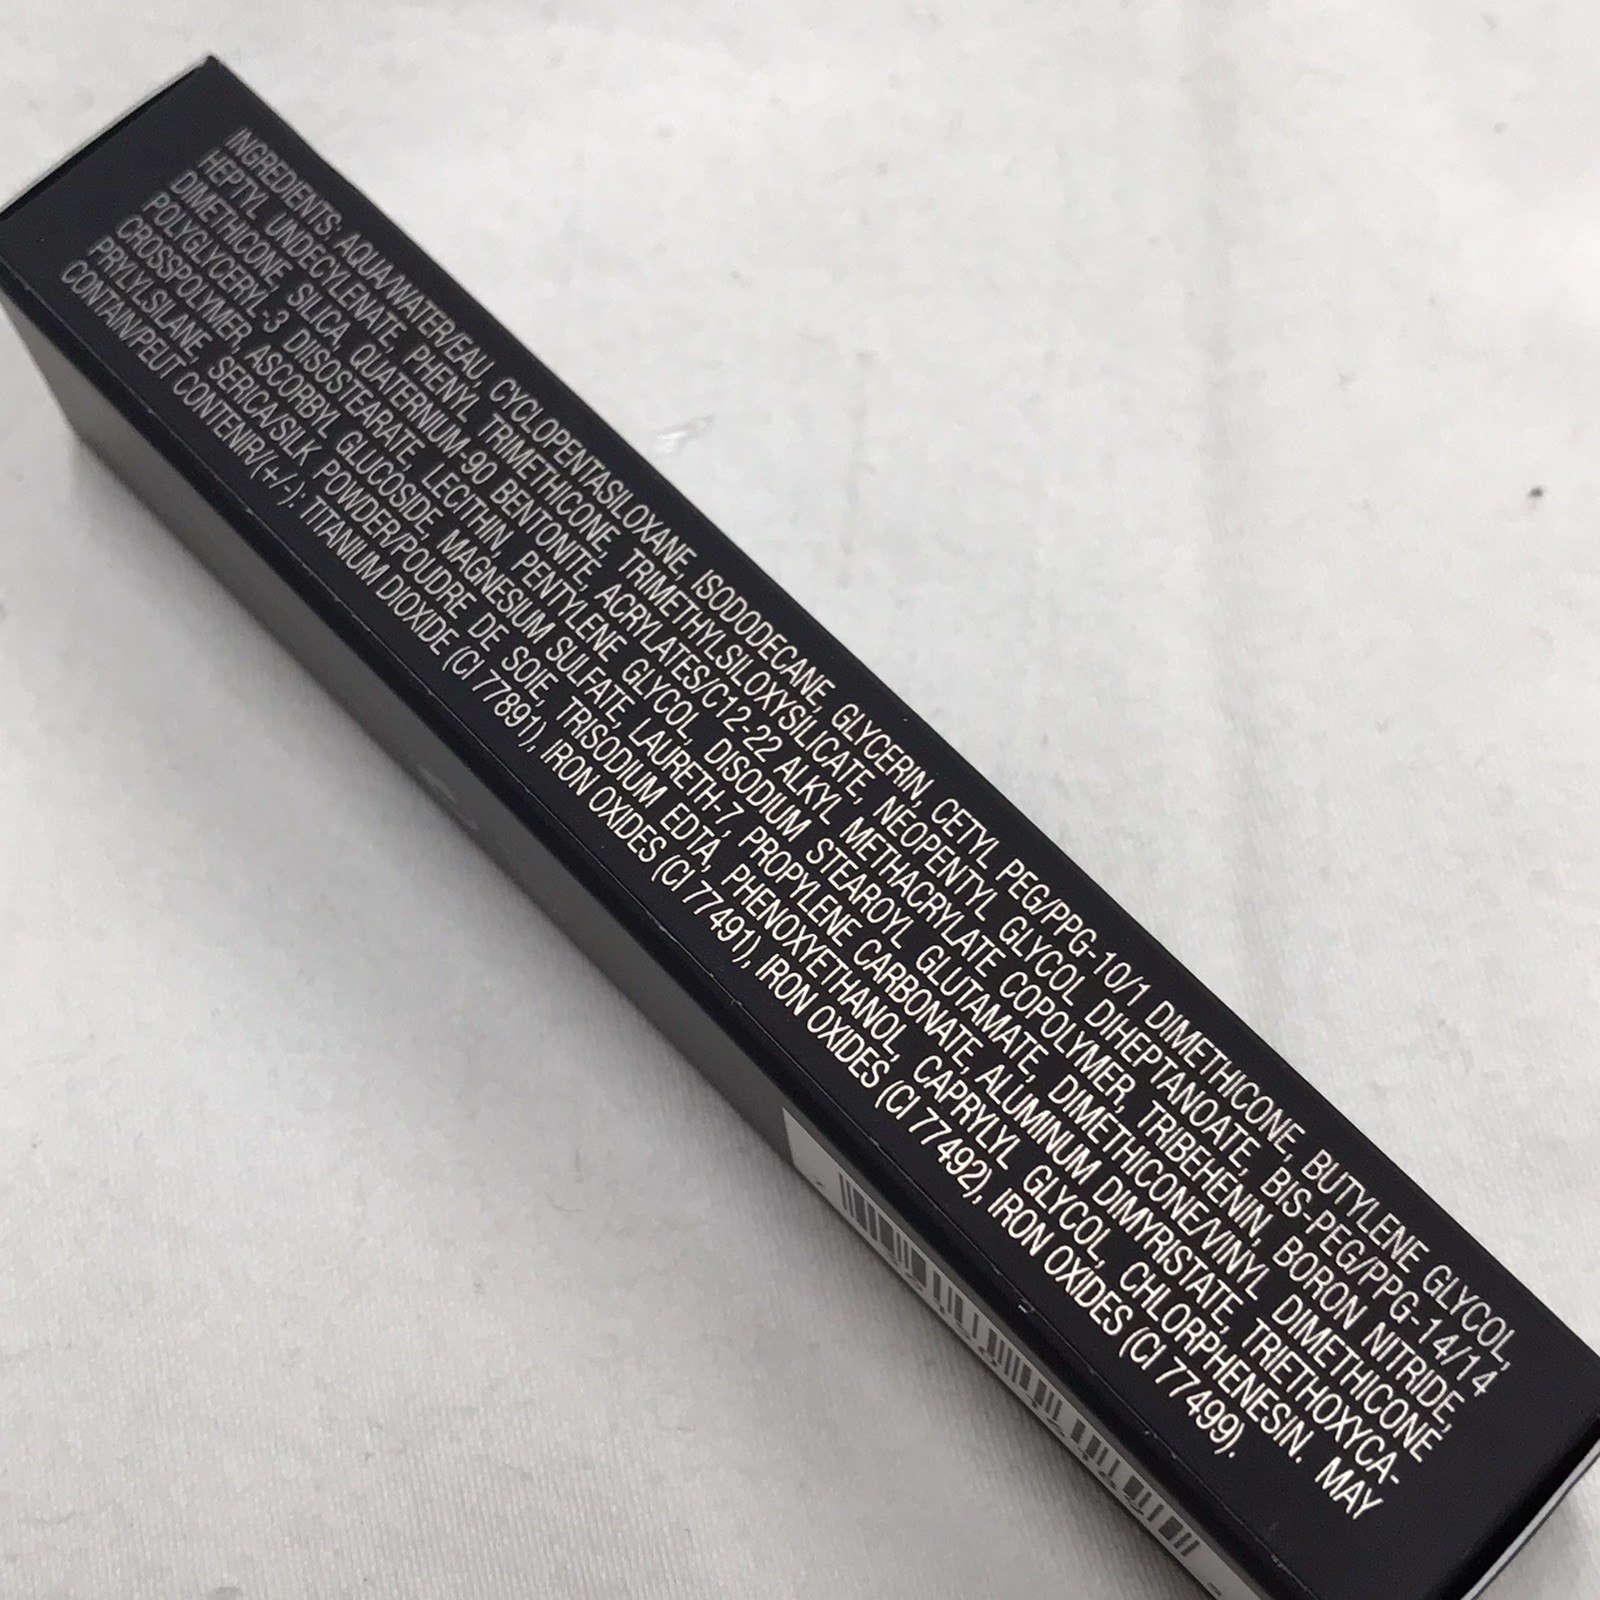 INGREDIENTS: AQUA/WATER/EAU, CYCLOPENTASILOXANE, ISODODECANE, GLYCERIN, CETYL PEG/PPG-10/1 DIMETHICONE, BUTYLENE GLYCOL,
HEPTYL UNDECYLENATE, PHENYL TRIMETHICONE, TRIMETHYLSILOXYSILICATE, NEOPENTYL GLYCOL DIHEPTANOATE, BIS-PEG/PPG-14/14
DIMETHICONE, SILICA, QUATERNIUM-90 BENTONITE, ACRYLATES/C12-22 ALKYL METHACRYLATE COPOLYMER, TRIBEHENIN, BORON NITRIDE,
POLYGLYCERYL-3 DIISOSTEARATE, LECITHIN, PENTYLENE GLYCOL, DISODIUM STEAROYL GLUTAMATE, DIMETHICONE/VINYL DIMETHICONE
CROSSPOLYMER, ASCORBYL GLUCOSIDE, MAGNESIUM SULFATE, LAURETH-7, PROPYLENE CARBONATE, ALUMINUM DIMYRISTATE, TRIETHOXYCA-
PRYLYLSILANE, SERICA/SILK POWDER/POUDRE DE SOIE, TRISODIUM EDTA, PHENOXYETHANOL, CAPRYLYL GLYCOL, CHLORPHENESIN. MAY
CONTAIN/PEUT CONTENIR/(+/-): TITANIUM DIOXIDE (CI 77891), IRON OXIDES (CI 77491), IRON OXIDES (CI 77492), IRON OXIDES (CI 77499).